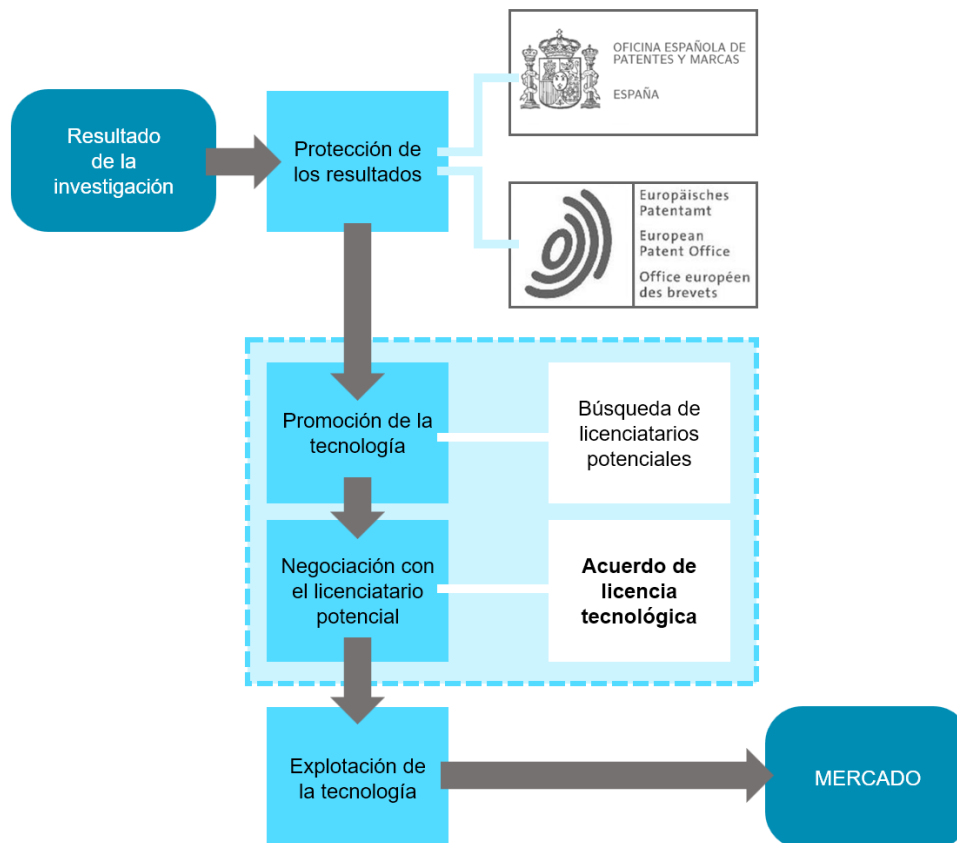 OFICINA ESPAÑOLA DE
PATENTES Y MARCAS
ESPAÑA
Resultado
de la
investigación
Protección de
los resultados
Europäisches
Patentamt
European
Patent Office
Office européen
des brevets
Promoción de la
tecnología
Búsqueda de
licenciatarios
potenciales
Negociación con
el licenciatario
potencial
Acuerdo de
licencia
tecnológica
Explotación de
la tecnología
MERCADO